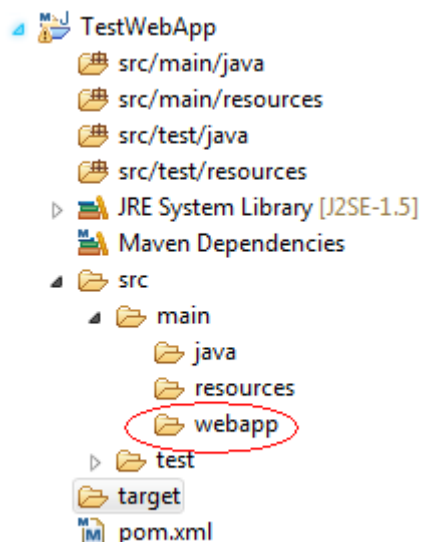 TestWebApp
src/main/java
src/main/resources
src/test/java
src/test/resources
JRE System Library [J2SE-1.5]
Maven Dependencies
src
main
java
resources
webapp
test
target
pom.xml